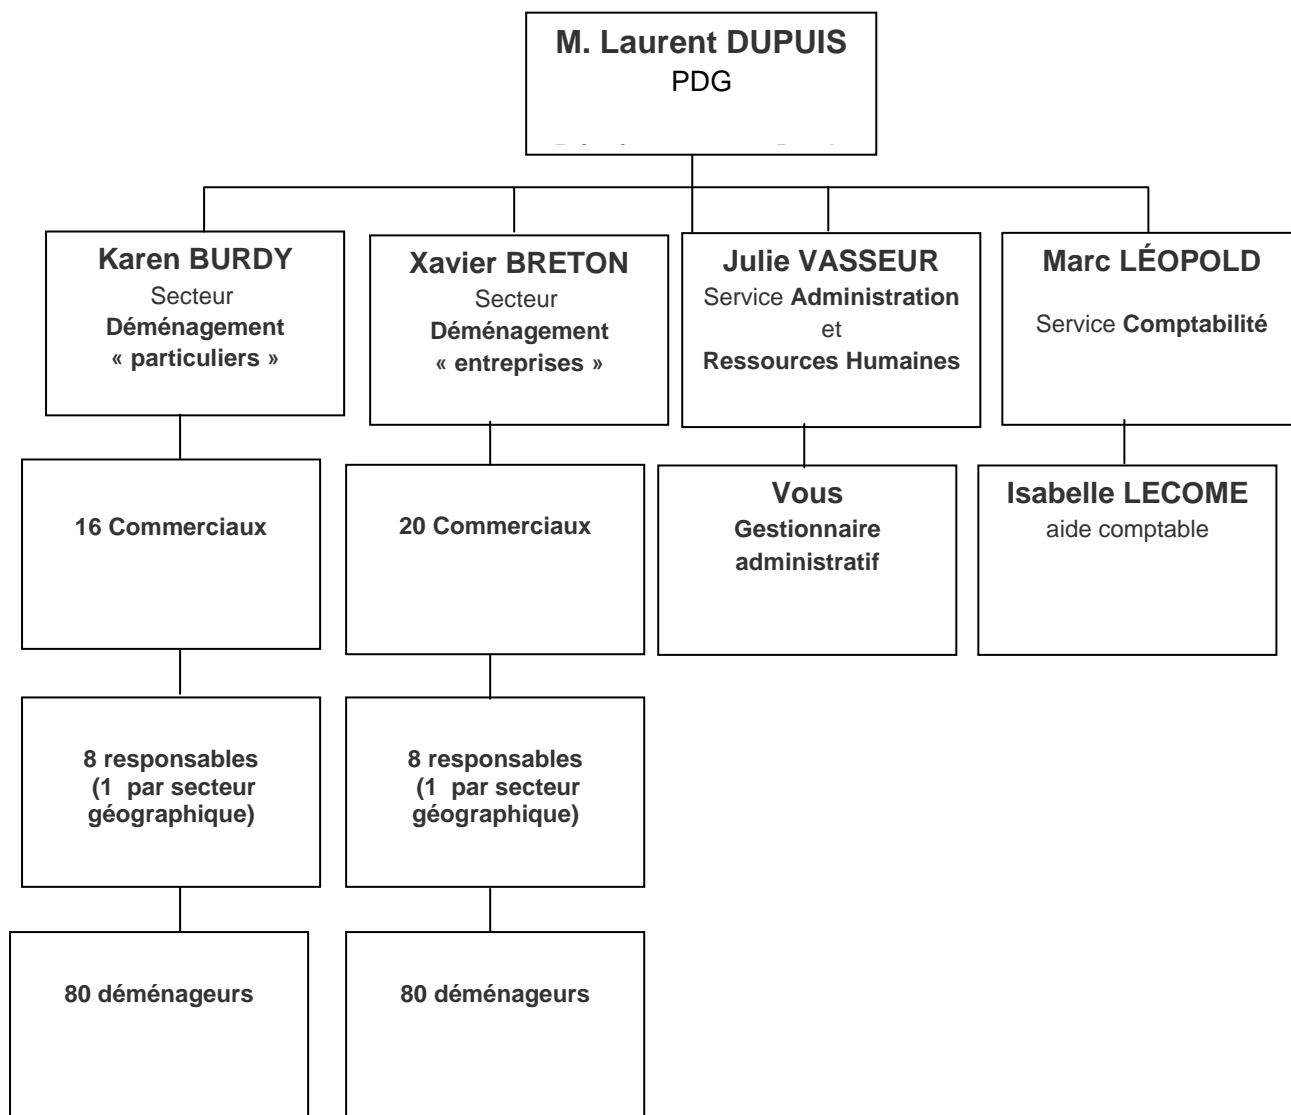 M. Laurent DUPUIS
PDG
Karen BURDY
Secteur
Déménagement
« particuliers »
Xavier BRETON
Secteur
Déménagement
« entreprises »
Julie VASSEUR
Service Administration
et
Ressources Humaines
Marc LÉOPOLD
Service Comptabilité
16 Commerciaux
20 Commerciaux
Vous
Gestionnaire
administratif
Isabelle LECOME
aide comptable
8 responsables
(1 par secteur
géographique)
8 responsables
(1 par secteur
géographique)
80 déménageurs
80 déménageurs